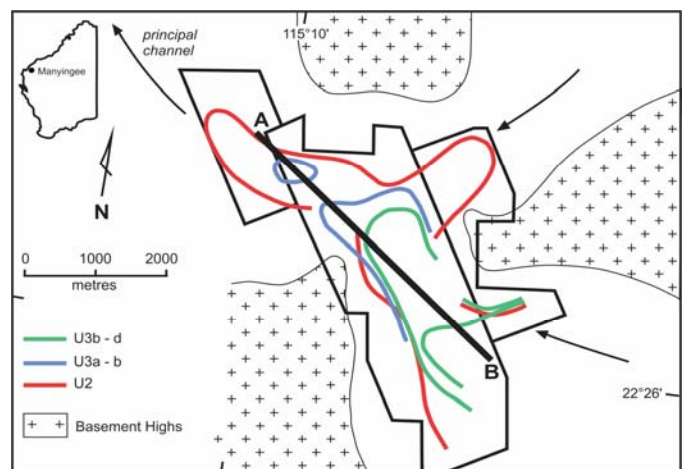 principal
channel
115°10'
Manyingee
A
N
0 1000 2000
metres
U3b - d
U3a - b
U2
Basement Highs
B
22°26'